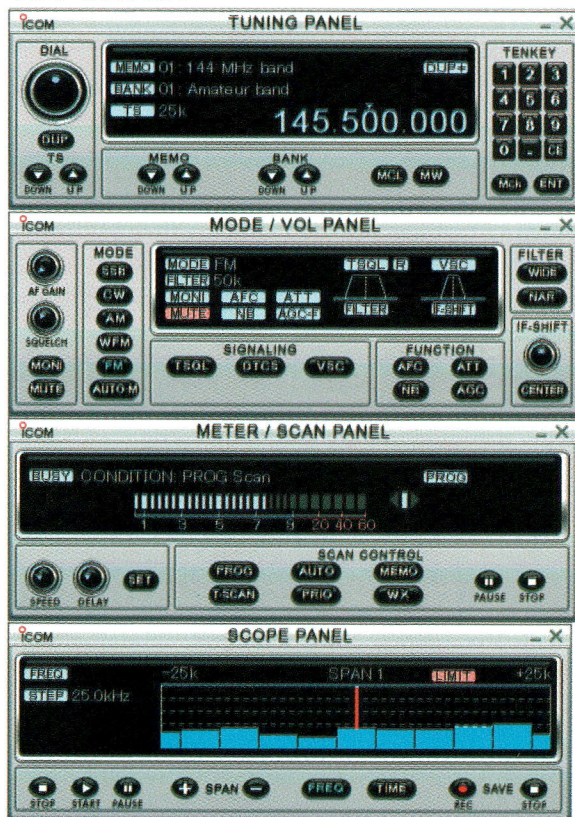 ICOM TUNING PANEL
DIAL
MEMO 01: 144 MHz band DUP+
BANK 01: Amateur band
TS 25k
145.500.000
TENKEY
1 2 3
4 5 6
7 8 9
0 . CE
MCh ENT
DUP
TS
DOWN UP
MEMO
DOWN UP
BANK
DOWN UP
MCL MW
ICOM MODE / VOL PANEL
AF GAIN
SQUELCH
MONI
MUTE
MODE
SSB
CW
AM
WFM
FM
AUTO-M
MODE FM TSQL R VSC
FILTER 50k
MONI AFC ATT
MUTE NB AGC-F FILTER IF-SHIFT
SIGNALING
TSQL DTCS VSC
FUNCTION
AFC ATT
NB AGC
FILTER
WIDE
NAR
IF-SHIFT
CENTER
ICOM METER / SCAN PANEL
BUSY CONDITION: PROG Scan PROG
1 3 5 7 9 20 40 60
SPEED DELAY SET
SCAN CONTROL
PROG AUTO MEMO
T-SCAN PRIO W.X
PAUSE STOP
ICOM SCOPE PANEL
FREQ -25k SPAN 1 LIMIT +25k
STEP 25.0kHz
STOP START PAUSE
SPAN
FREQ TIME
REC SAVE STOP